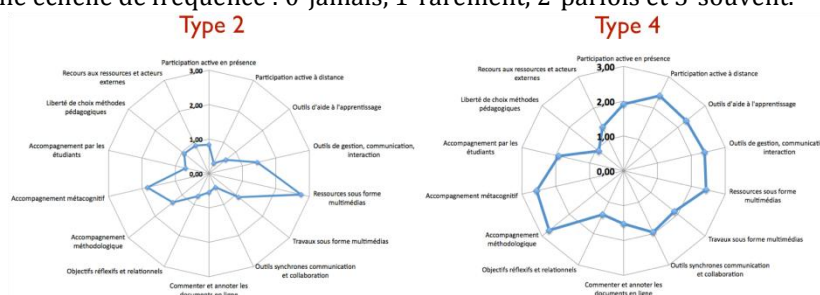 ne échelle de fréquence : 0-jamais, 1-rarement, 2-parfois et 3-souvent.
Type 2
Participation active en présence
3,00
2,00
1,00
0,00
Participation active à distance
Outils d'aide à l'apprentissage
Outils de gestion, communication,
interaction
Ressources sous forme
multimédias
Travaux sous forme multimédias
Outils synchrones communication
et collaboration
Commenter et annoter les
documents en ligne
Objectifs réflexifs et relationnels
Accompagnement
méthodologique
Accompagnement métacognitif
Accompagnement par les
étudiants
Liberté de choix méthodes
pédagogiques
Recours aux ressources et acteurs
externes
Type 4
Participation active en présence
3,00
2,00
1,00
0,00
Participation active à distance
Outils d'aide à l'apprentissage
Outils de gestion, communicati
interaction
Ressources sous forme
multimédias
Travaux sous forme multimédias
Outils synchrones communication
et collaboration
Commenter et annoter les
documents en ligne
Objectifs réflexifs et relationnels
Accompagnement
méthodologique
Accompagnement métacognitif
Accompagnement par les
étudiants
Liberté de choix méthodes
pédagogiques
Recours aux ressources et acteurs
externes